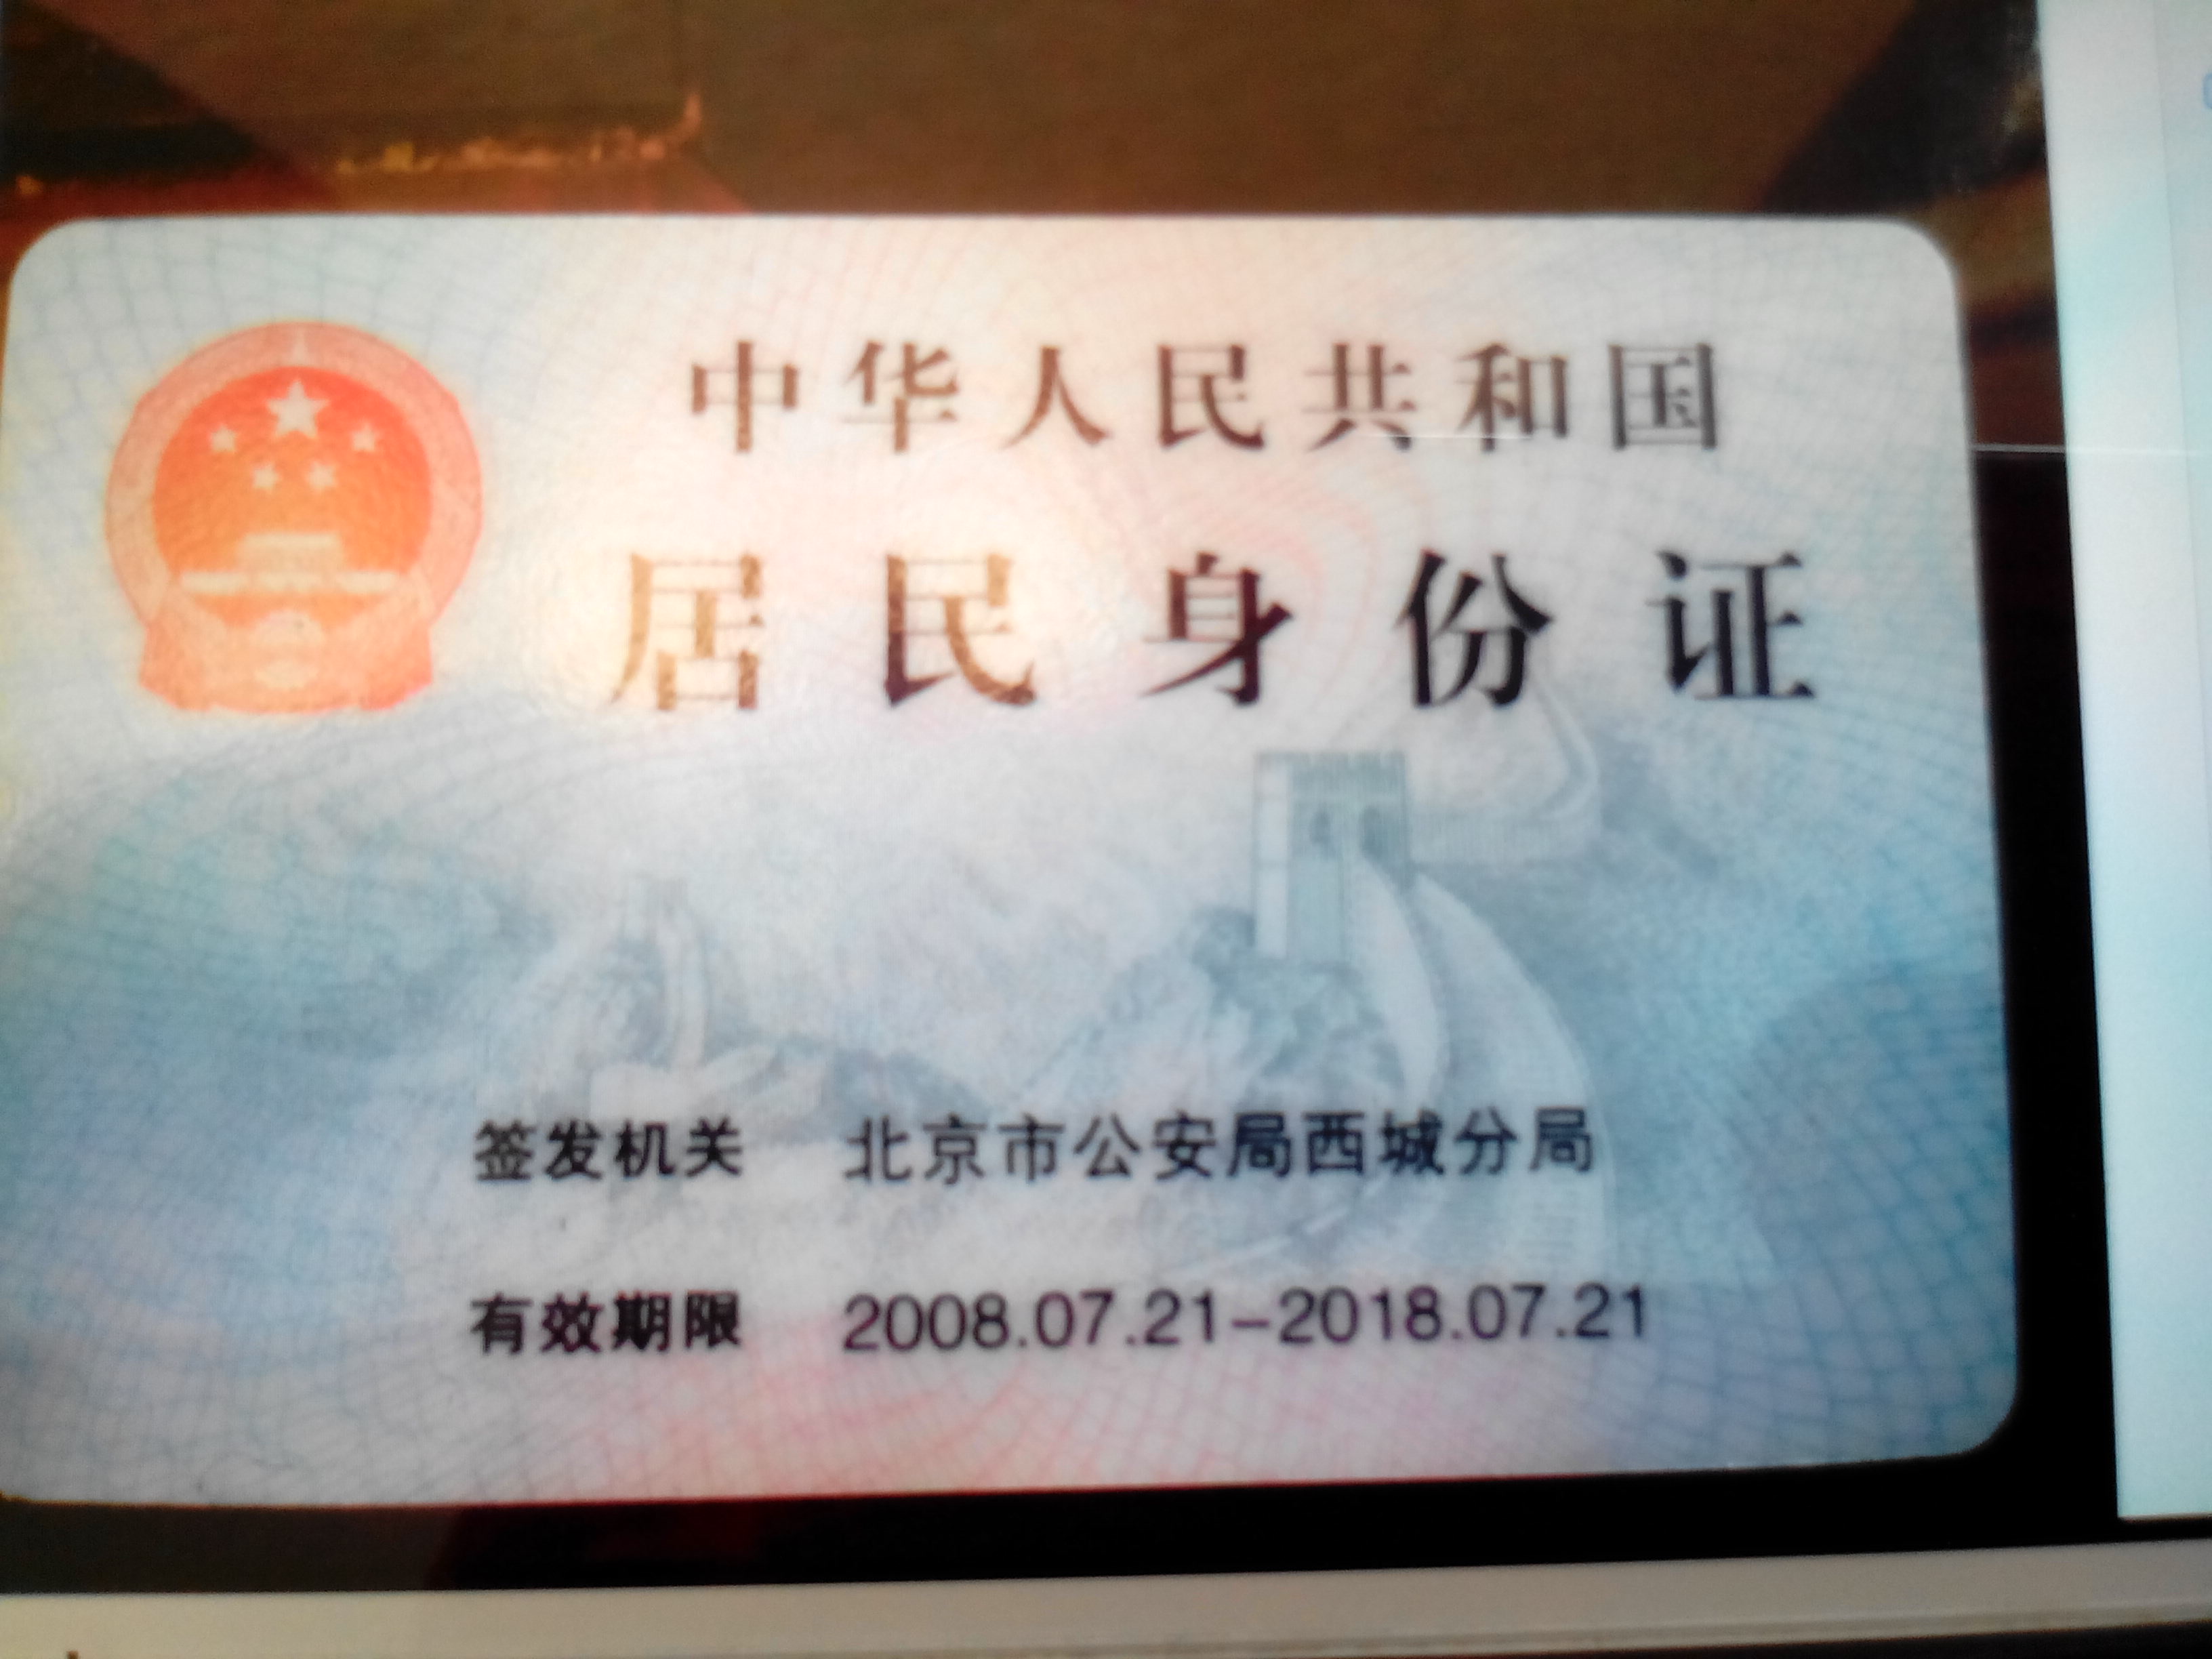 中华人民共和国
居民身份证
签发机关 北京市公安局西城分局
有效期限 2008.07.21-2018.07.21